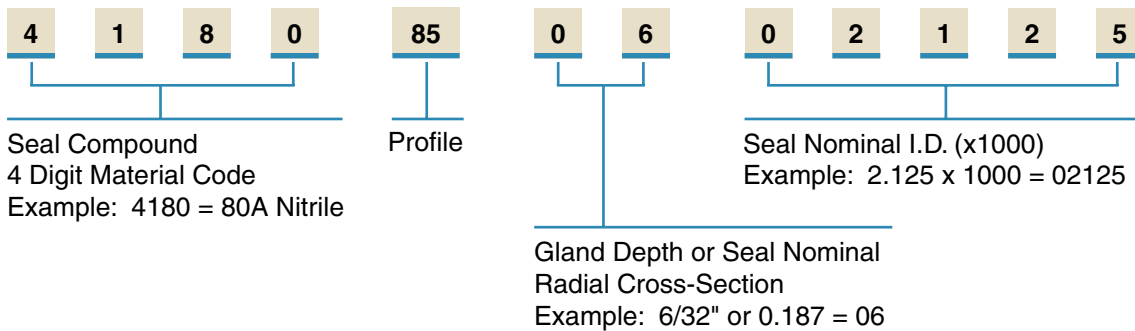 4 1 8 0 85 0 6 0 2 1 2 5
Seal Compound
4 Digit Material Code
Example: 4180 = 80A Nitrile
Profile
Gland Depth or Seal Nominal
Radial Cross-Section
Example: 6/32" or 0.187 = 06
Seal Nominal I.D. (x1000)
Example: 2.125 x 1000 = 02125